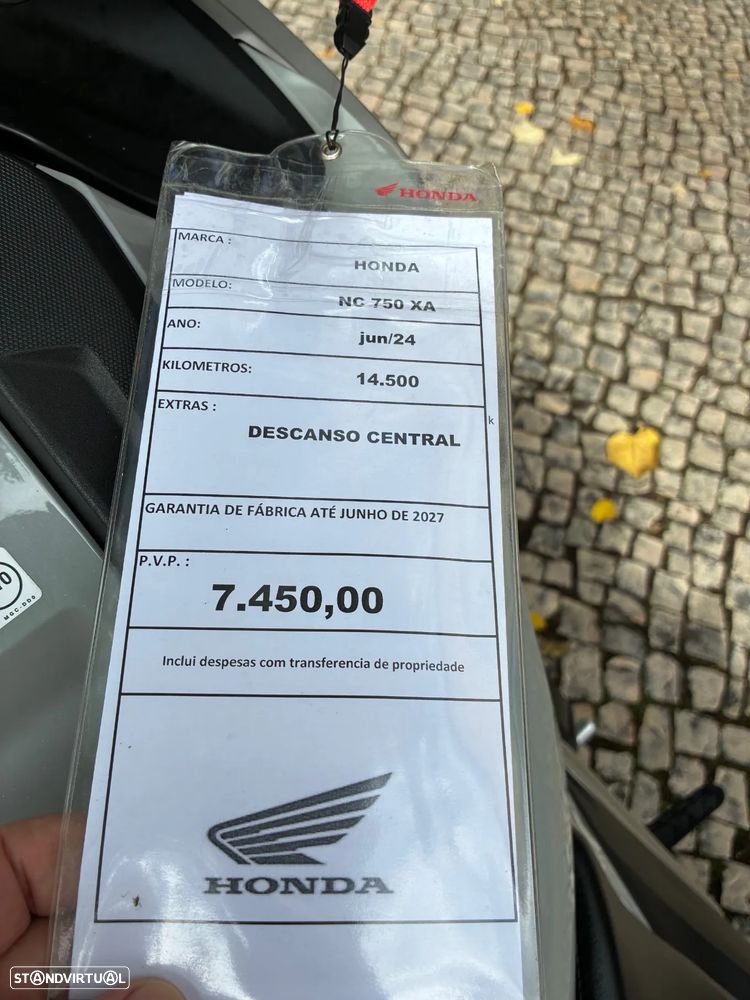 HONDA
MARCA :
HONDA
MODELO:
NC 750 XA
ANO:
jun/24
KILOMETROS:
14.500
EXTRAS :
k
DESCANSO CENTRAL
GARANTIA DE FÁBRICA ATÉ JUNHO DE 2027
P.V.P. :
7.450,00
Inclui despesas com transferencia de propriedade
HONDA
STANDVIRTUAL